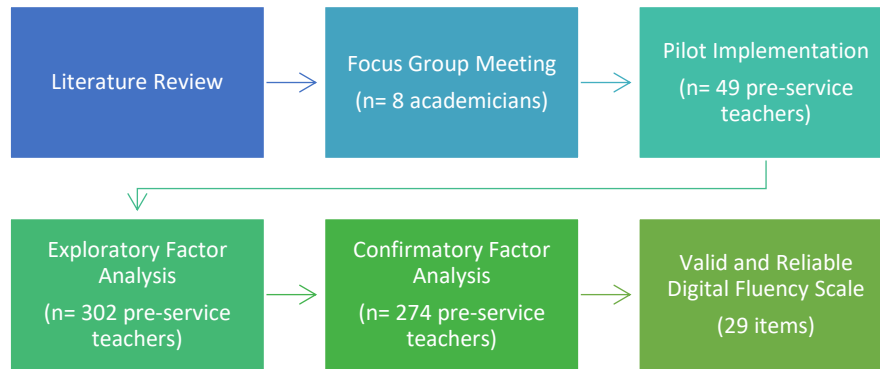 Literature Review
Focus Group Meeting
(n= 8 academicians)
Pilot Implementation
(n= 49 pre-service
teachers)
Exploratory Factor
Analysis
(n= 302 pre-service
teachers)
Confirmatory Factor
Analysis
(n= 274 pre-service
teachers)
Valid and Reliable
Digital Fluency Scale
(29 items)